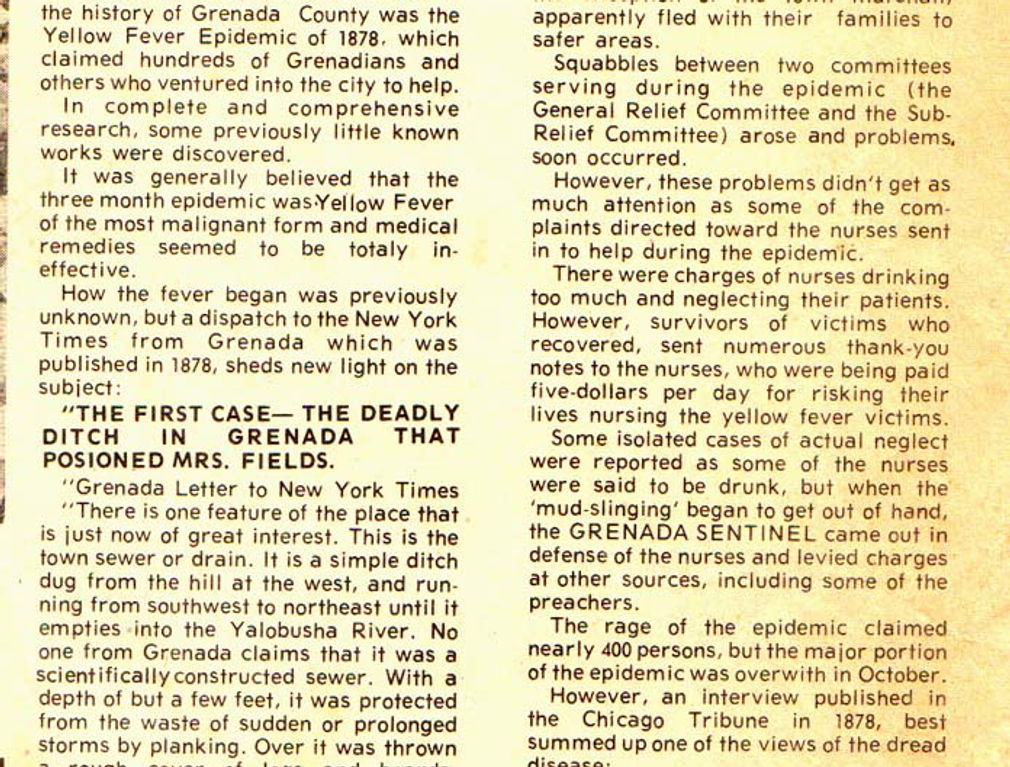 the history of Grenada County was the
Yellow Fever Epidemic of 1878, which
claimed hundreds of Grenadians and
others who ventured into the city to help.
In complete and comprehensive
research, some previously little known
works were discovered.
It was generally believed that the
three month epidemic was Yellow Fever
of the most malignant form and medical
remedies seemed to be totaly in-
effective.
How the fever began was previously
unknown, but a dispatch to the New York
Times from Grenada which was
published in 1878, sheds new light on the
subject:
"THE FIRST CASE— THE DEADLY
DITCH IN GRENADA THAT
POSIONED MRS. FIELDS.
"Grenada Letter to New York Times
"There is one feature of the place that
is just now of great interest. This is the
town sewer or drain. It is a simple ditch
dug from the hill at the west, and run-
ning from southwest to northeast until it
empties into the Yalobusha River. No
one from Grenada claims that it was a
scientifically constructed sewer. With a
depth of but a few feet, it was protected
from the waste of sudden or prolonged
storms by planking. Over it was thrown
apparently fled with their families to
safer areas.
Squabbles between two committees
serving during the epidemic (the
General Relief Committee and the Sub-
Relief Committee) arose and problems,
soon occurred.
However, these problems didn't get as
much attention as some of the com-
plaints directed toward the nurses sent
in to help during the epidemic.
There were charges of nurses drinking
too much and neglecting their patients.
However, survivors of victims who
recovered, sent numerous thank-you
notes to the nurses, who were being paid
five-dollars per day for risking their
lives nursing the yellow fever victims.
Some isolated cases of actual neglect
were reported as some of the nurses
were said to be drunk, but when the
'mud-slinging' began to get out of hand,
the GRENADA SENTINEL came out in
defense of the nurses and levied charges
at other sources, including some of the
preachers.
The rage of the epidemic claimed
nearly 400 persons, but the major portion
of the epidemic was overwith in October.
However, an interview published in
the Chicago Tribune in 1878, best
summed up one of the views of the dread
disease: